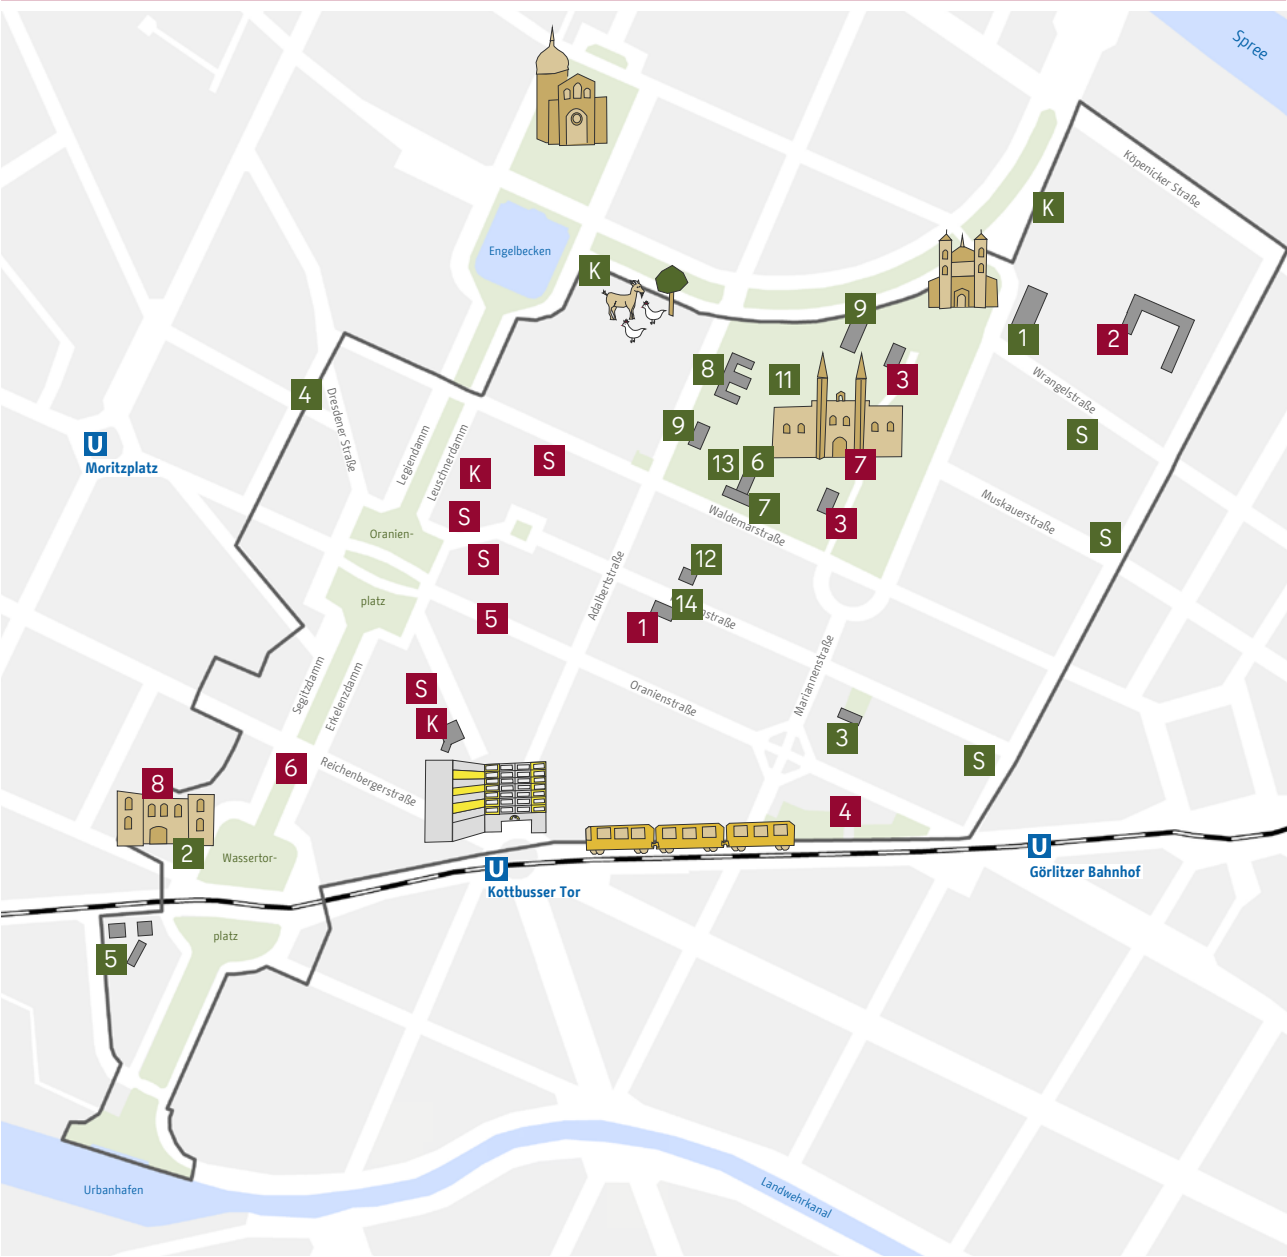 Spree
Köpenicker Straße
K
Engelbecken
K
9
1
2
8
11
3
Wrangelstraße
4
Dresdener Straße
Legiendamm
Leuschnerdamm
9
S
U
Moritzplatz
K
S
13
6
7
S
7
3
Muskauerstraße
Waldemarstraße
S
Oranien-
S
12
platz
5
Adalbertstraße
14
1
straße
Segitzdamm
Erkelenzdamm
S
K
Oranienstraße
Mariannenstraße
3
S
6
Reichenbergerstraße
8
4
2
Wassertor-
U
Kottbusser Tor
U
Görlitzer Bahnhof
platz
5
Urbanhafen
Landwehrkanal